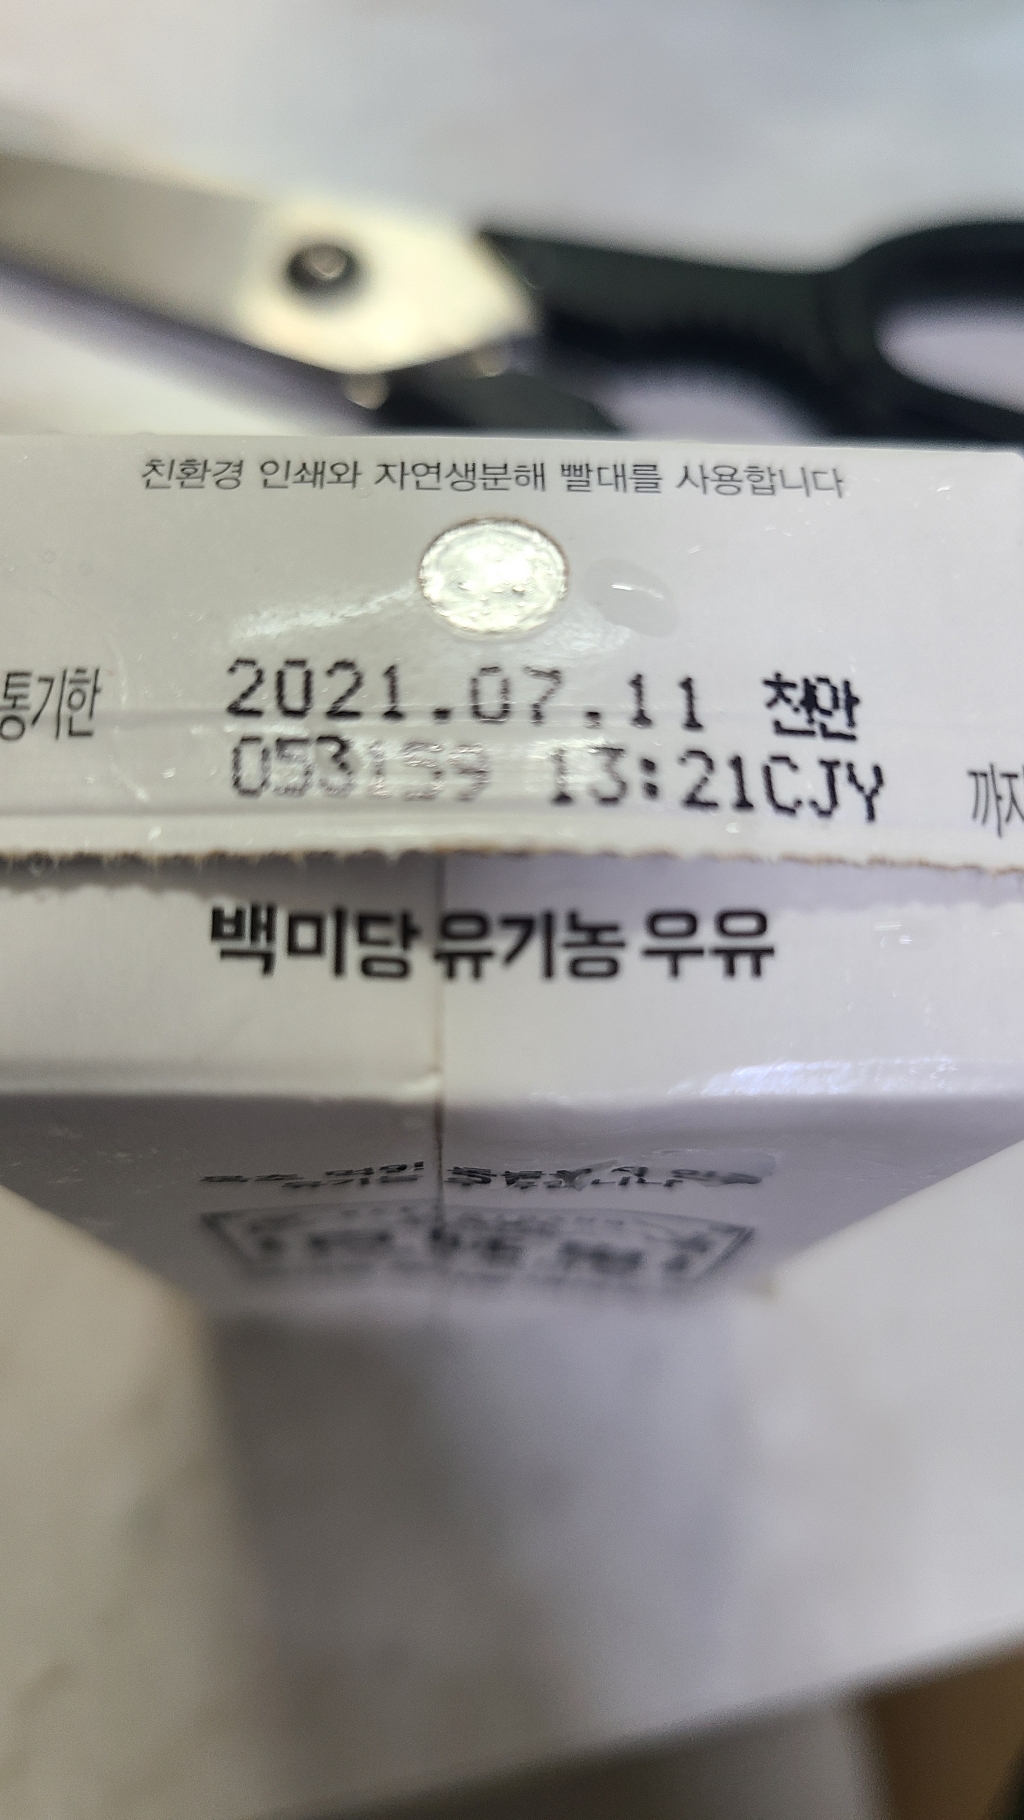 친환경 인쇄와 자연생분해 빨대를 사용합니다
통기한 2021.07.11 천안
053159 13:21CJY 까지
백미당 유기농 우유